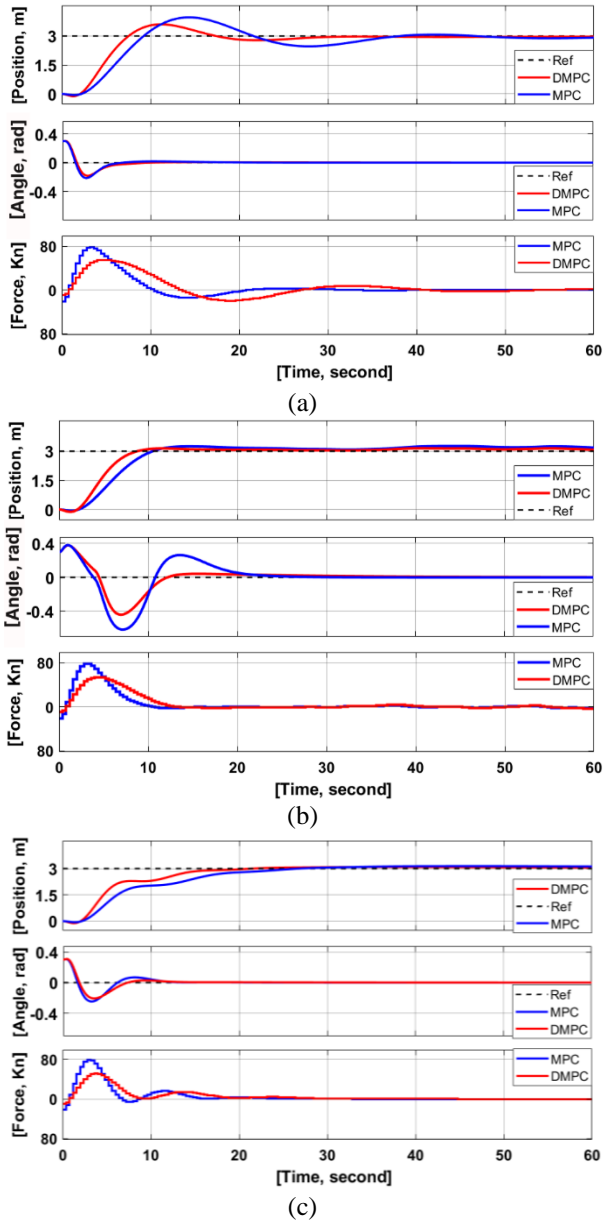 [Position, m]
3
1.5
0
Ref
DMPC
MPC
[Angle, rad]
0.4
0
-0.4
Ref
DMPC
MPC
[Force, Kn]
80
0
80
MPC
DMPC
0 10 20 30 40 50 60
[Time, second]
(a)
[Position, m]
3
1.5
0
MPC
DMPC
Ref
[Angle, rad]
0.4
0
-0.4
Ref
DMPC
MPC
[Force, Kn]
80
0
80
MPC
DMPC
0 10 20 30 40 50 60
[Time, second]
(b)
[Position, m]
3
1.5
0
DMPC
Ref
MPC
[Angle, rad]
0.4
0
-0.4
Ref
MPC
DMPC
[Force, Kn]
80
0
80
MPC
DMPC
0 10 20 30 40 50 60
[Time, second]
(c)